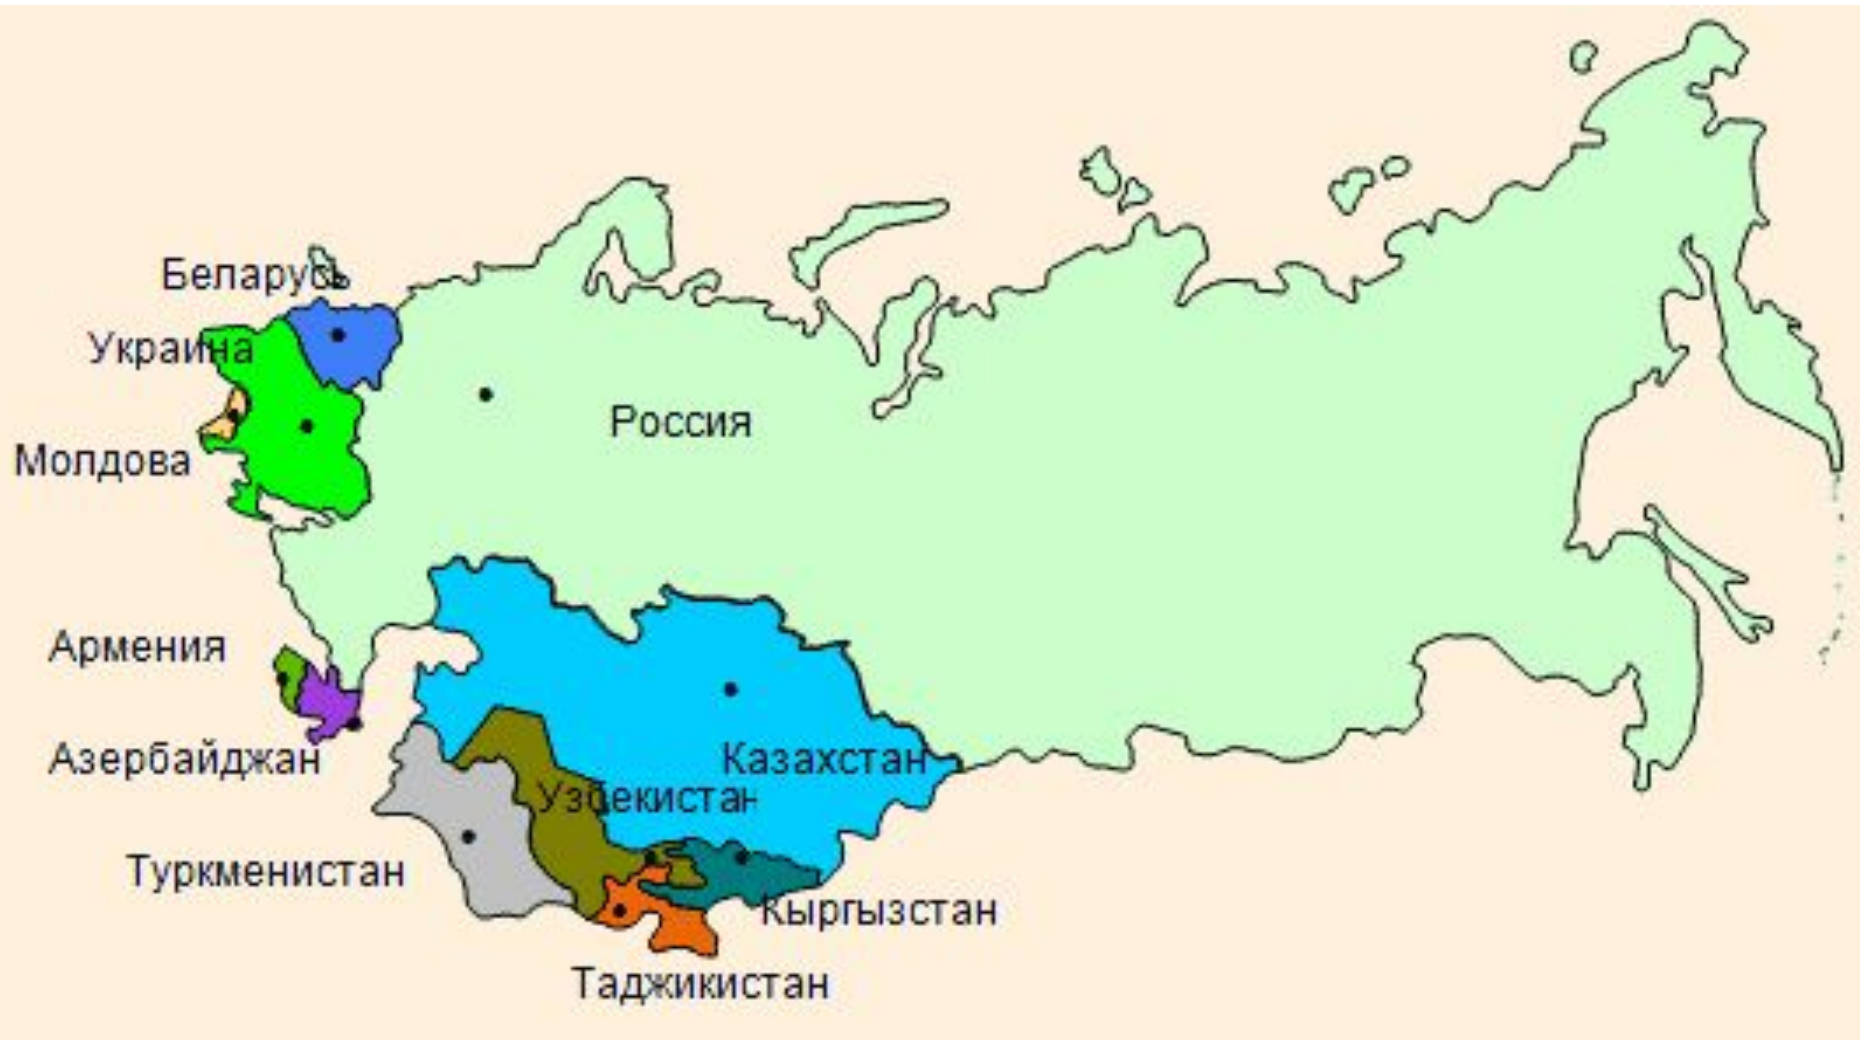 Беларусь
Украина
Россия
Молдова
Армения
Азербайджан
Казахстан
Узбекистан
Туркменистан
Кыргызстан
Таджикистан